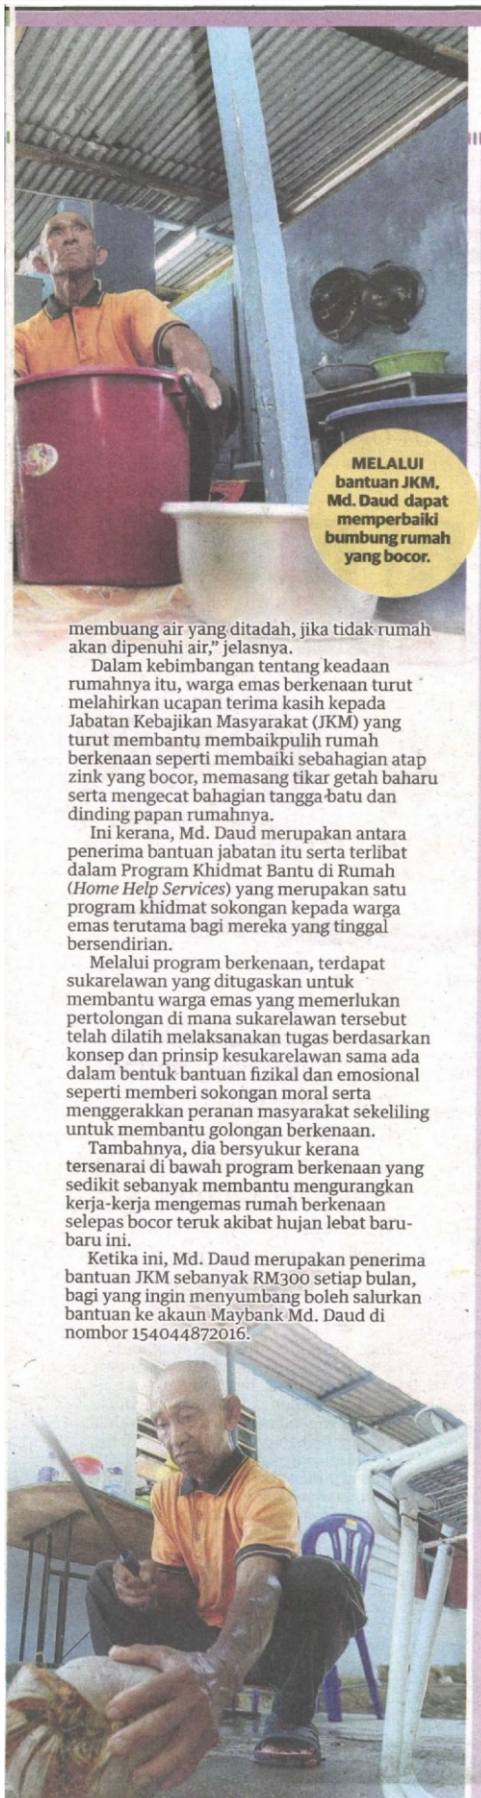 MELALUI
bantuan JKM,
Md. Daud dapat
memperbaiki
bumbung rumah
yang bocor.
membuang air yang ditadah, jika tidak rumah
akan dipenuhi air,” jelasnya.
Dalam kebimbangan tentang keadaan
rumahnya itu, warga emas berkenaan turut
melahirkan ucapan terima kasih kepada
Jabatan Kebajikan Masyarakat (JKM) yang
turut membantu membaikpulih rumah
berkenaan seperti membaiki sebahagian atap
zink yang bocor, memasang tikar getah baharu
serta mengecat bahagian tangga batu dan
dinding papan rumahnya.
Ini kerana, Md. Daud merupakan antara
penerima bantuan jabatan itu serta terlibat
dalam Program Khidmat Bantu di Rumah
(Home Help Services) yang merupakan satu
program khidmat sokongan kepada warga
emas terutama bagi mereka yang tinggal
bersendirian.
Melalui program berkenaan, terdapat
sukarelawan yang ditugaskan untuk
membantu warga emas yang memerlukan
pertolongan di mana sukarelawan tersebut
telah dilatih melaksanakan tugas berdasarkan
konsep dan prinsip kesukarelawan sama ada
dalam bentuk bantuan fizikal dan emosional
seperti memberi sokongan moral serta
menggerakkan peranan masyarakat sekeliling
untuk membantu golongan berkenaan.
Tambahnya, dia bersyukur kerana
tersenarai di bawah program berkenaan yang
sedikit sebanyak membantu mengurangkan
kerja-kerja mengemas rumah berkenaan
selepas bocor teruk akibat hujan lebat baru-
baru ini.
Ketika ini, Md. Daud merupakan penerima
bantuan JKM sebanyak RM300 setiap bulan,
bagi yang ingin menyumbang boleh salurkan
bantuan ke akaun Maybank Md. Daud di
nombor 154044872016.